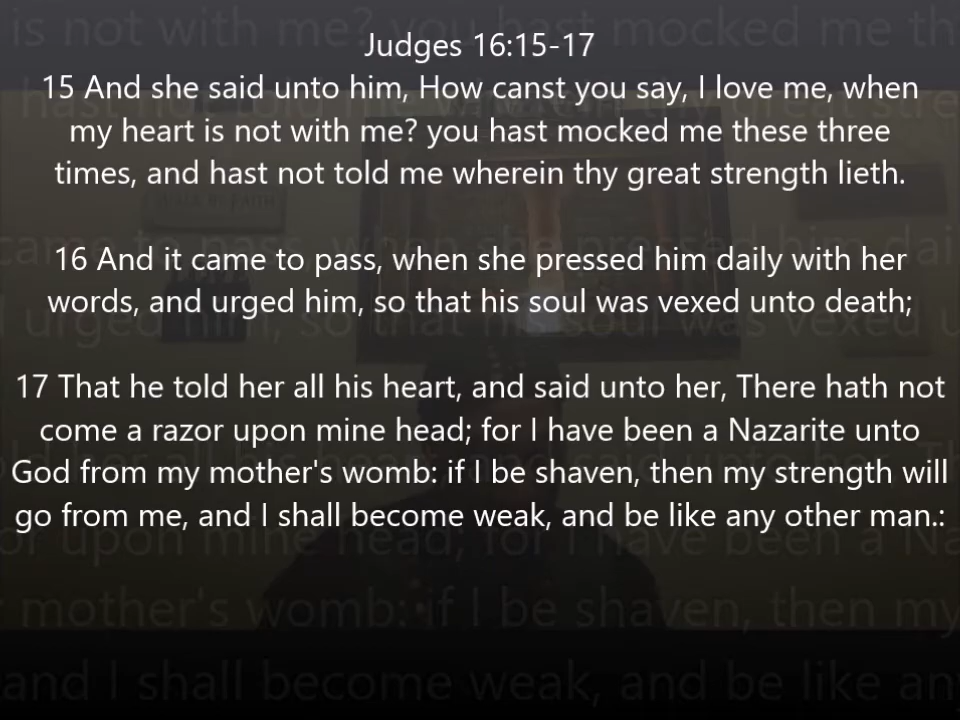 Judges 16:15-17
15 And she said unto him, How canst you say, I love me, when
my heart is not with me? you hast mocked me these three
times, and hast not told me wherein thy great strength lieth.
16 And it came to pass, when she pressed him daily with her
words, and urged him, so that his soul was vexed unto death;
17 That he told her all his heart, and said unto her, There hath not
come a razor upon mine head; for I have been a Nazarite unto
God from my mother's womb: if I be shaven, then my strength will
go from me, and I shall become weak, and be like any other man.: